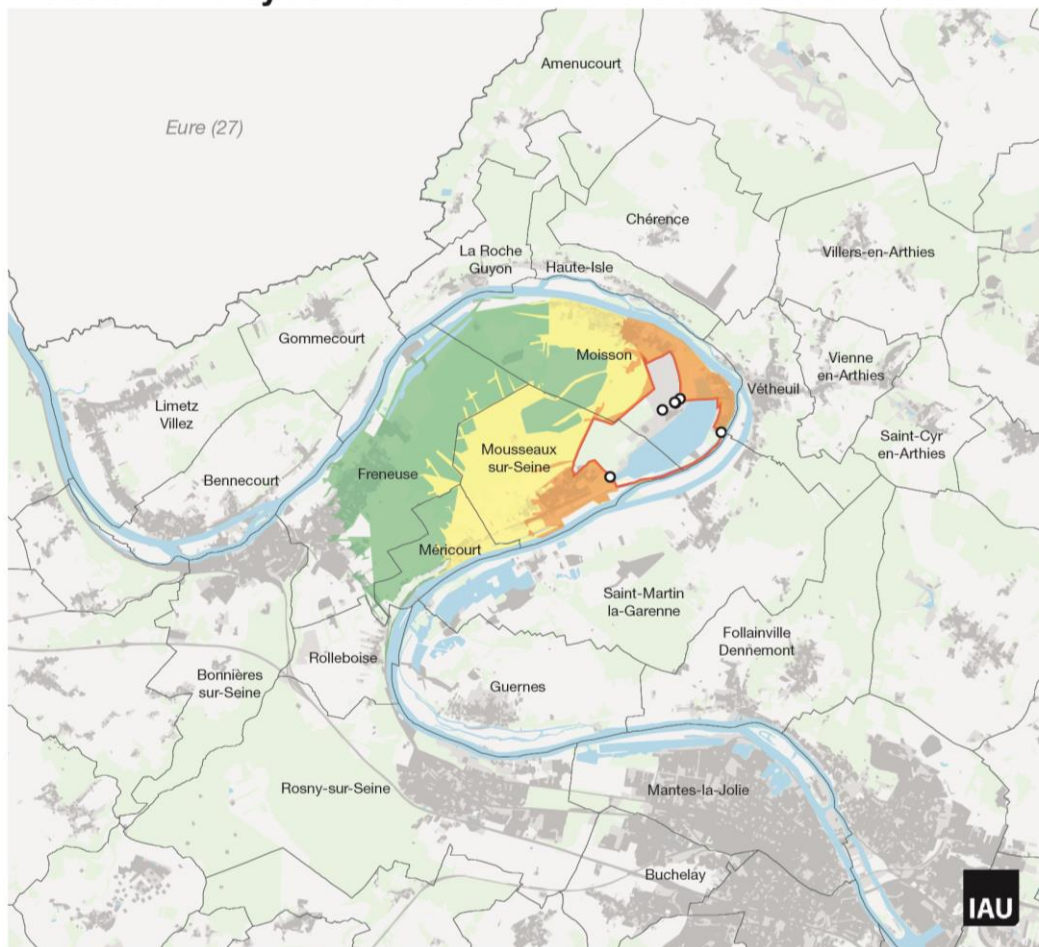 Amenucourt
Eure (27)
Chérence
Villers-en-Arthies
La Roche
Guyon
Haute-Isle
Gommecourt
Moisson
Vienne
en-Arthies
Vétheuil
Limetz
Villez
Saint-Cyr
en-Arthies
Mousseaux
sur-Seine
Freneuse
Bennecourt
Méricourt
Saint-Martin
la-Garenne
Follainville
Dennemont
Rolleboise
Bonnières
sur-Seine
Guernes
Rosny-sur-Seine
Mantes-la-Jolie
Buchelay
IAU